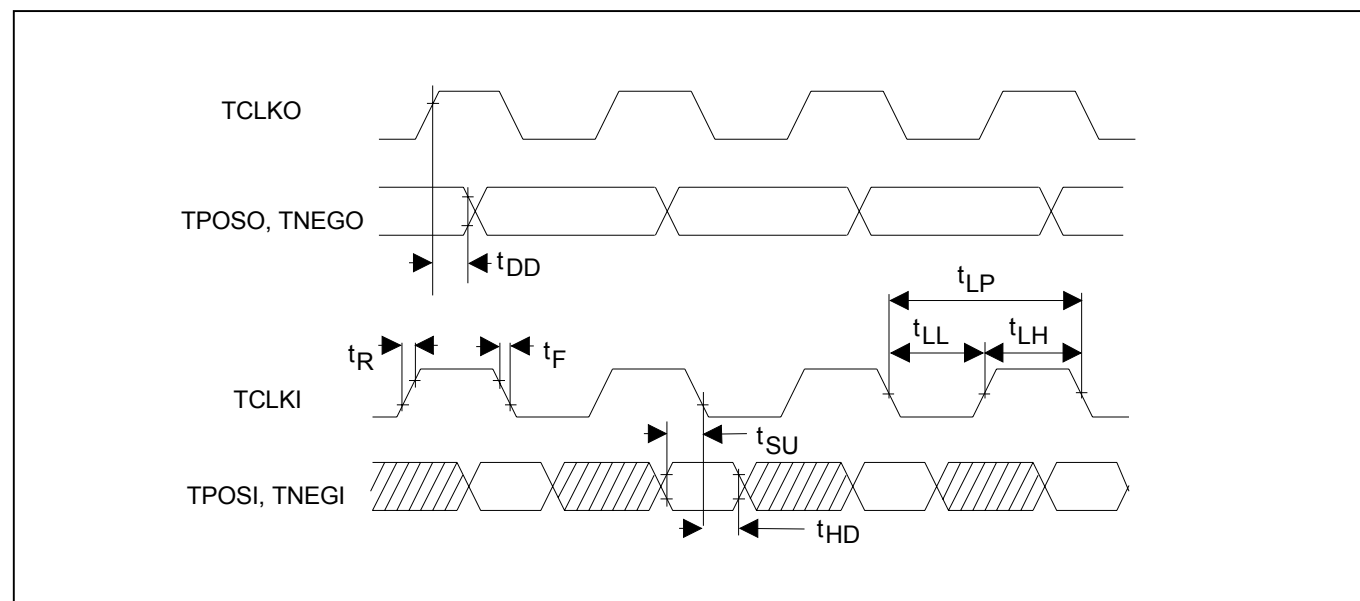 TCLKO
TPOSO, TNEGO
tDD
tLP
tLL
tLH
tR
tF
TCLKI
tSU
TPOSI, TNEGI
tHD